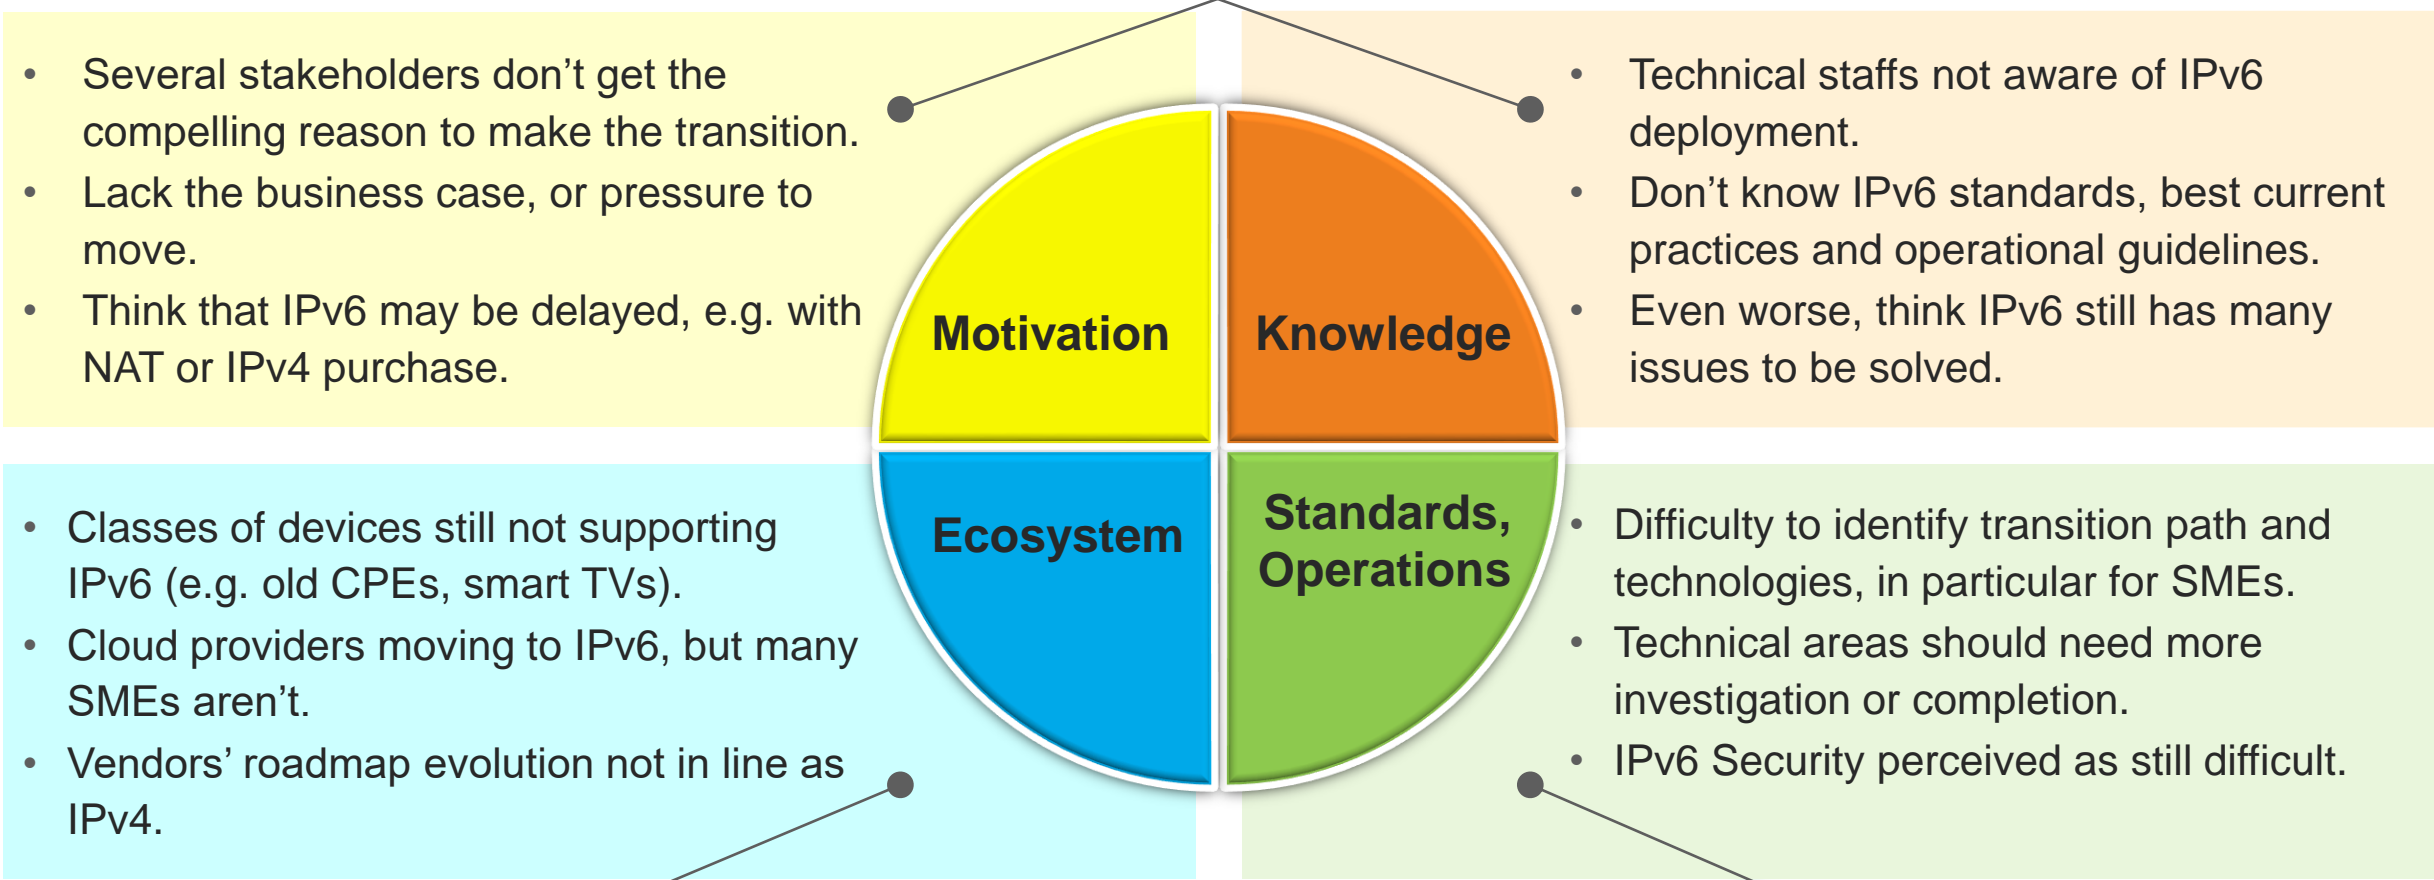 • Several stakeholders don’t get the
compelling reason to make the transition.
• Lack the business case, or pressure to
move.
• Think that IPv6 may be delayed, e.g. with
NAT or IPv4 purchase.
• Technical staffs not aware of IPv6
deployment.
• Don’t know IPv6 standards, best current
practices and operational guidelines.
• Even worse, think IPv6 still has many
issues to be solved.
Motivation
Knowledge
Ecosystem
Standards,
Operations
• Classes of devices still not supporting
IPv6 (e.g. old CPEs, smart TVs).
• Cloud providers moving to IPv6, but many
SMEs aren’t.
• Vendors’ roadmap evolution not in line as
IPv4.
• Difficulty to identify transition path and
technologies, in particular for SMEs.
• Technical areas should need more
investigation or completion.
• IPv6 Security perceived as still difficult.